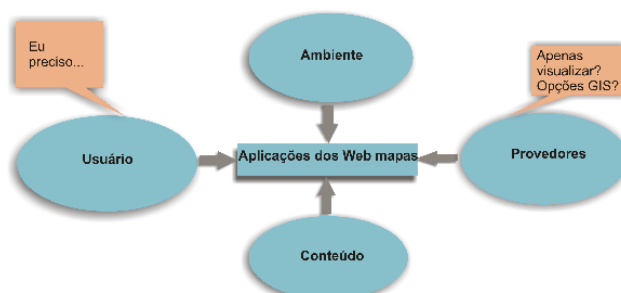 Eu
preciso...
Ambiente
Apenas
visualizar?
Opções GIS?
Usuário
Aplicações dos Web mapas
Provedores
Conteúdo